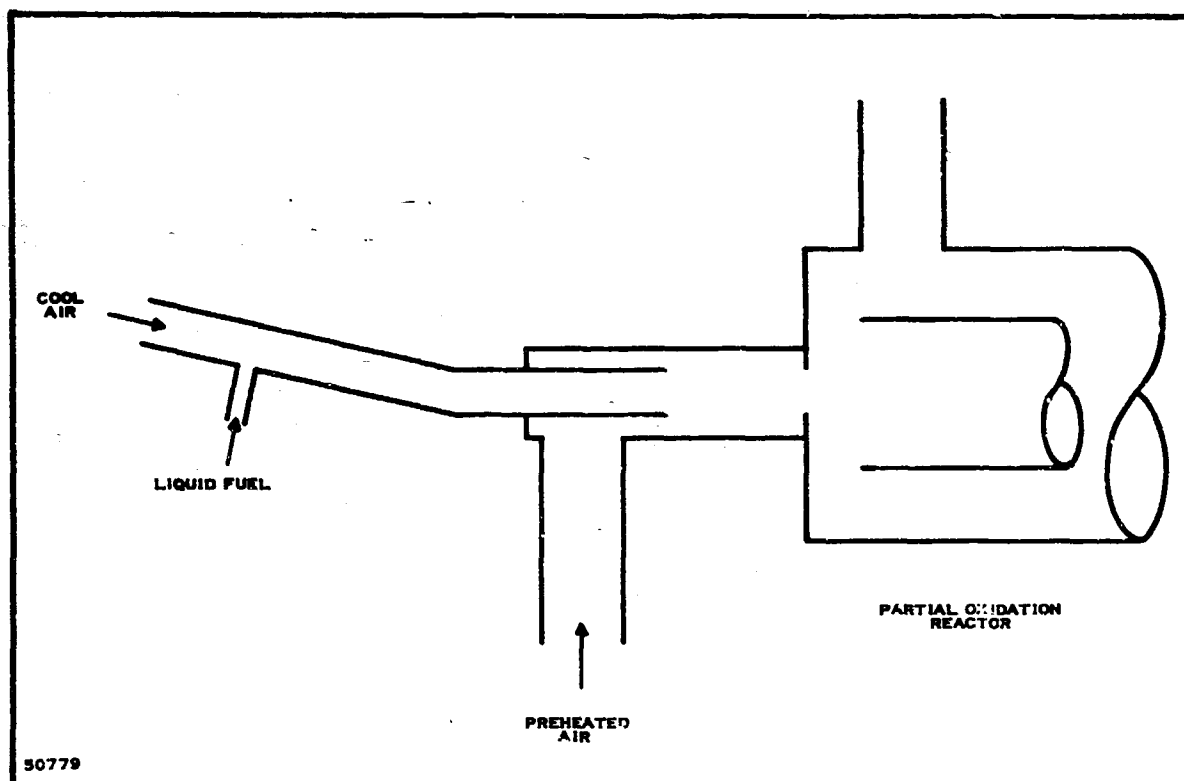 COOL
AIR
LIQUID FUEL
PREHEATED
AIR
PARTIAL OXIDATION
REACTOR
50779